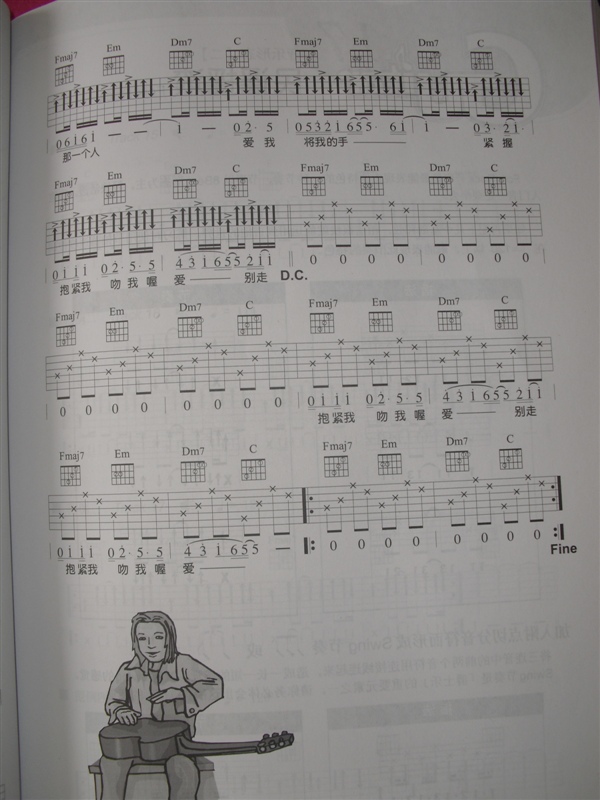 Fmaj7 Em Dm7 C Fmaj7 Em Dm7 C
0 6 1 6 1 — — | 1 — 0 2· 5 | 0 5 3 2 1 6 5 5· 6 1 | 1 — 0 3· 2 1·
那一个人 爱 我 将我的手 紧 握
Fmaj7 Em Dm7 C Fmaj7 Em Dm7 C
0 1 1 1 0 2· 5· 5 | 4 3 1 6 5 5 2 1 1 | 0 0 0 0 | 0 0 0 0
抱紧我 吻我喔 爱 别走 D.C.
Fmaj7 Em Dm7 C Fmaj7 Em Dm7 C
0 0 0 0 | 0 0 0 0 | 0 1 1 1 0 2· 5· 5 | 4 3 1 6 5 5 2 1 1
抱紧我 吻我喔 爱 别走
Fmaj7 Em Dm7 C Fmaj7 Em Dm7 C
0 1 1 1 0 2· 5· 5 | 4 3 1 6 5 5 — 0 0 0 0 | 0 0 0 0
抱紧我 吻我喔 爱 Fine